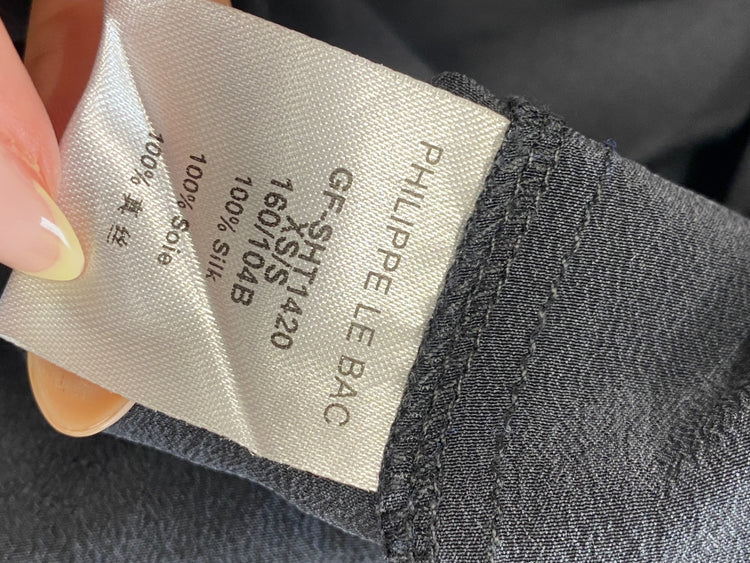 PHILIPPE LE BAC
GF-SHT1420
XS/S
160/104B
100% Silk
100% Soie
100% 真丝